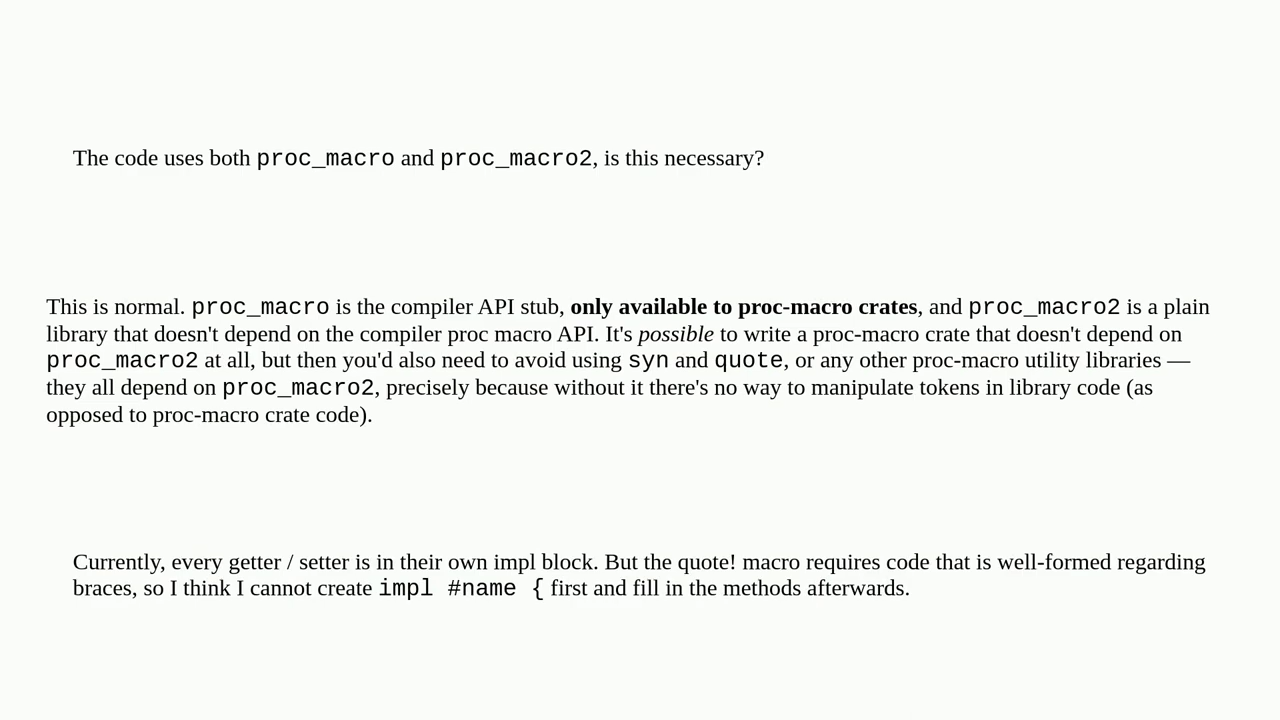 The code uses both proc_macro and proc_macro2, is this necessary?
This is normal. proc_macro is the compiler API stub, only available to proc-macro crates, and proc_macro2 is a plain
library that doesn't depend on the compiler proc macro API. It's possible to write a proc-macro crate that doesn't depend on
proc_macro2 at all, but then you'd also need to avoid using syn and quote, or any other proc-macro utility libraries —
they all depend on proc_macro2, precisely because without it there's no way to manipulate tokens in library code (as
opposed to proc-macro crate code).
Currently, every getter / setter is in their own impl block. But the quote! macro requires code that is well-formed regarding
braces, so I think I cannot create impl #name { first and fill in the methods afterwards.